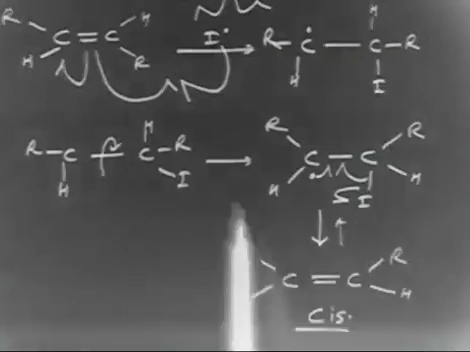 R H R Ċ — C — R
C = C I•
H R H H I
R — C — C — R R C — C R
H H I H I H
C = C R H
Cis.